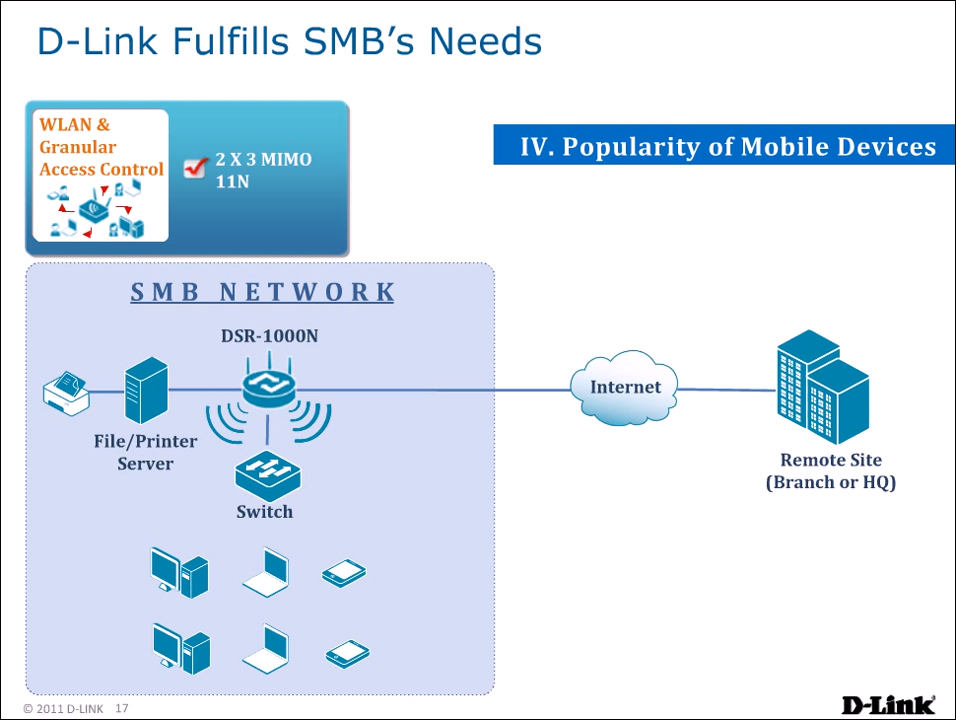 D-Link Fulfills SMB's Needs
WLAN &
Granular
Access Control
2 X 3 MIMO
11N
IV. Popularity of Mobile Devices
SMB NETWORK
DSR-1000N
Internet
File/Printer
Server
Switch
Remote Site
(Branch or HQ)
© 2011 D-LINK 17
D-Link